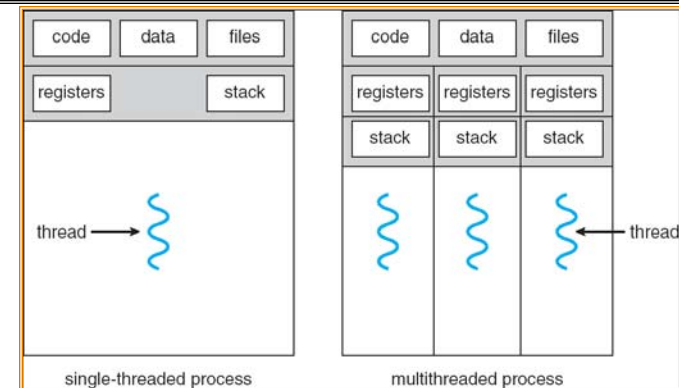 code data files
registers stack
thread
single-threaded process
code data files
registers registers registers
stack stack stack
thread
multithreaded process